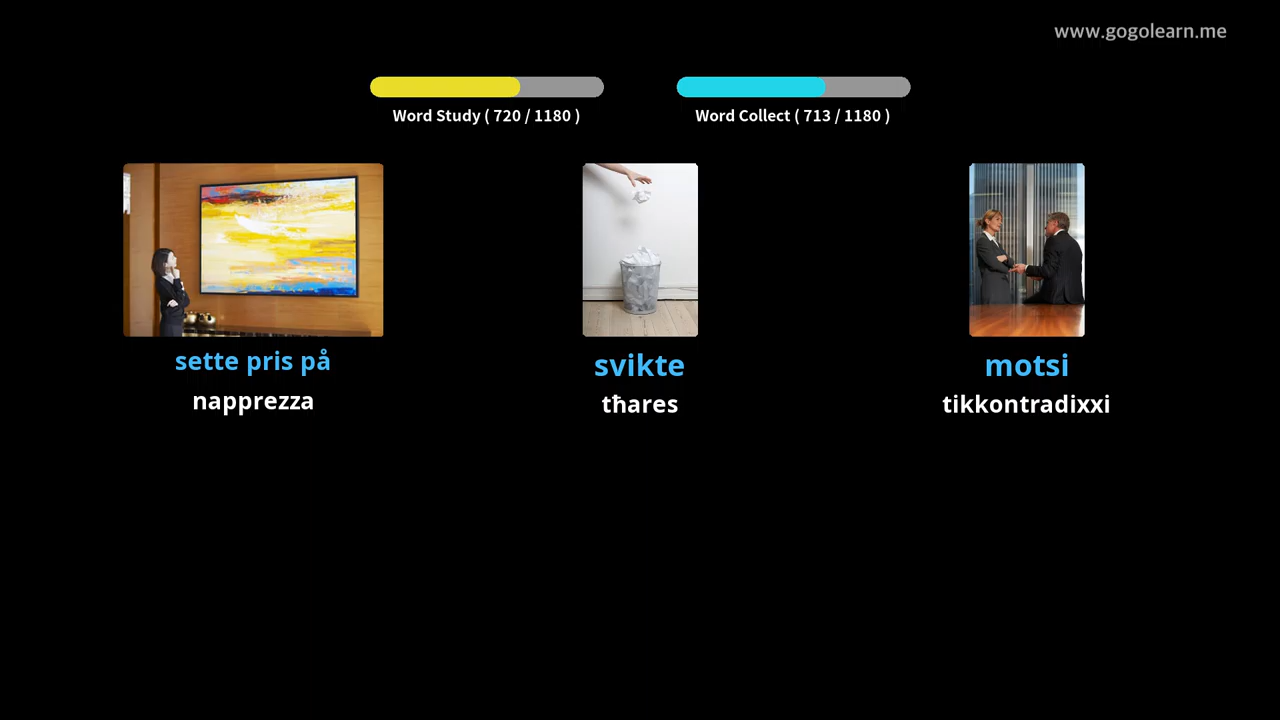 www.gogolearn.me
Word Study ( 720 / 1180 )
Word Collect ( 713 / 1180 )
sette pris på
svikte
motsi
napprezza
tħares
tikkontradixxi